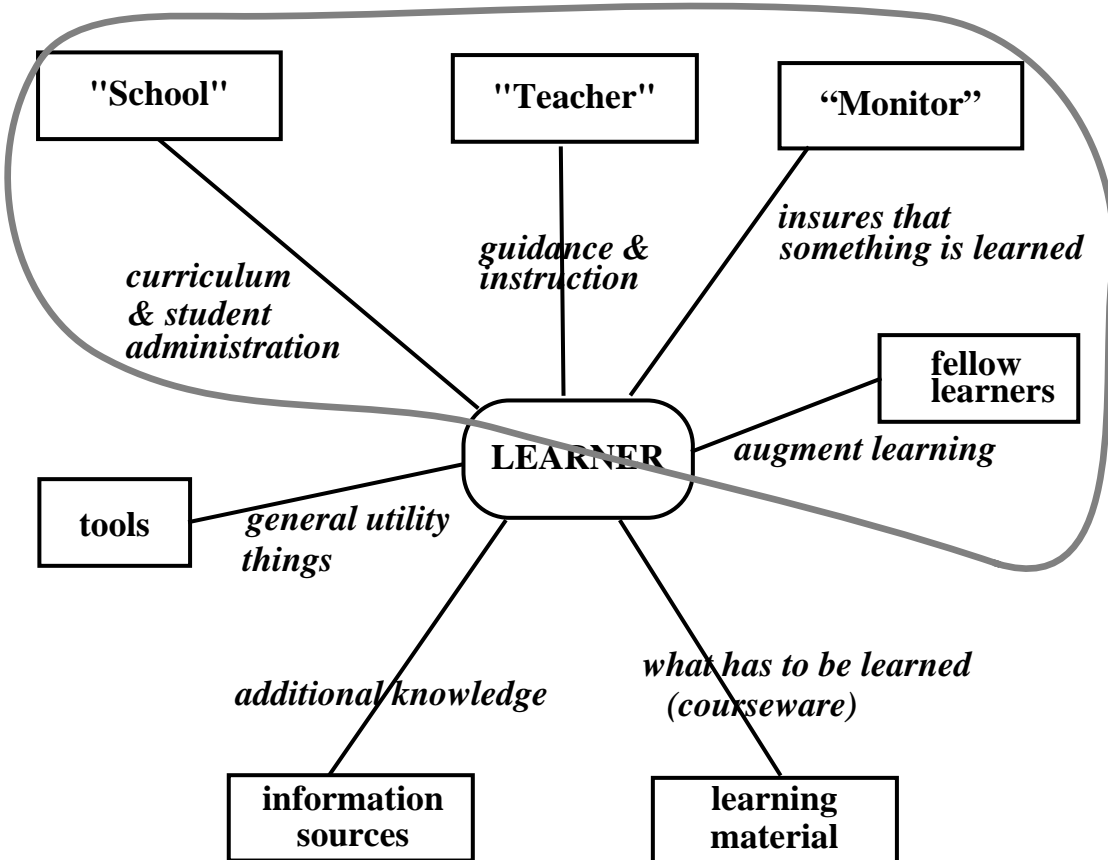 "School"
"Teacher"
“Monitor”
insures that
something is learned
guidance &
instruction
curriculum
& student
administration
fellow
learners
augment learning
LEARNER
tools
general utility
things
what has to be learned
(courseware)
additional knowledge
information
sources
learning
material